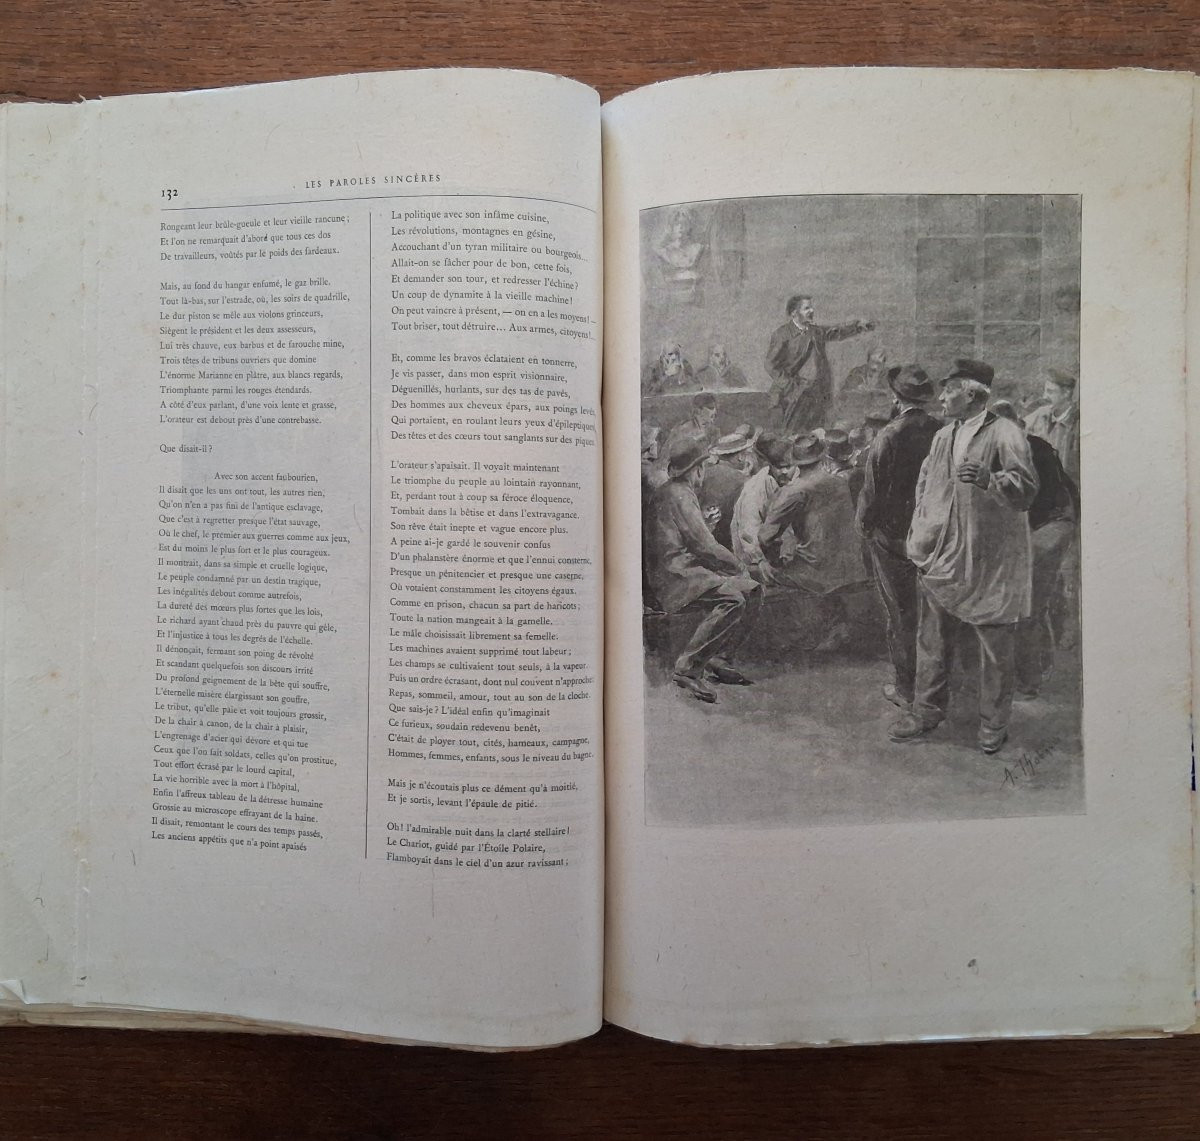 132
LES PAROLES SINCÈRES
Rongeant leur brûle-gueule et leur vieille rancune ;
Et l'on ne remarquait d'abord que tous ces dos
De travailleurs, voûtés par le poids des fardeaux.
Mais, au fond du hangar enfumé, le gaz brille.
Tout là-bas, sur l'estrade, où, les soirs de quadrille,
Le dur piston se mêle aux violons grinceurs,
Siègent le président et les deux assesseurs,
Lui très chauve, eux barbus et de farouche mine,
Trois têtes de tribuns ouvriers que domine
L'énorme Marianne en plâtre, aux blancs regards,
Triomphante parmi les rouges étendards.
A côté d'eux parlant, d'une voix lente et grasse,
L'orateur est debout près d'une contrebasse.
Que disait-il ?
Avec son accent faubourien,
Il disait que les uns ont tout, les autres rien,
Qu'on n'en a pas fini de l'antique esclavage,
Que c'est à regretter presque l'état sauvage,
Où le chef, le premier aux guerres comme aux jeux,
Est du moins le plus fort et le plus courageux.
Il montrait, dans sa simple et cruelle logique,
Le peuple condamné par un destin tragique,
Les inégalités debout comme autrefois,
La dureté des mœurs plus fortes que les lois,
Le richard ayant chaud près du pauvre qui gèle,
Et l'injustice à tous les degrés de l'échelle.
Il dénonçait, fermant son poing de révolté
Et scandant quelquefois son discours irrité
Du profond geignement de la bête qui souffre,
L'éternelle misère élargissant son gouffre,
Le tribut, qu'elle paie et voit toujours grossir,
De la chair à canon, de la chair à plaisir,
L'engrenage d'acier qui dévore et qui tue
Ceux que l'on fait soldats, celles qu'on prostitue,
Tout effort écrasé par le lourd capital,
La vie horrible avec la mort à l'hôpital,
Enfin l'affreux tableau de la détresse humaine
Grossie au microscope effrayant de la haine.
Il disait, remontant le cours des temps passés,
Les anciens appétits que n'a point apaisés
La politique avec son infâme cuisine,
Les révolutions, montagnes en gésine,
Accouchant d'un tyran militaire ou bourgeois...
Allait-on se fâcher pour de bon, cette fois,
Et demander son tour, et redresser l'échine ?
Un coup de dynamite à la vieille machine !
On peut vaincre à présent, — on en a les moyens !...
Tout briser, tout détruire... Aux armes, citoyens !...
Et, comme les bravos éclataient en tonnerre,
Je vis passer, dans mon esprit visionnaire,
Déguenillés, hurlants, sur des tas de pavés,
Des hommes aux cheveux épars, aux poings levés,
Qui portaient, en roulant leurs yeux d'épileptiques,
Des têtes et des cœurs tout sanglants sur des piques.
L'orateur s'apaisait. Il voyait maintenant
Le triomphe du peuple au lointain rayonnant,
Et, perdant tout à coup sa féroce éloquence,
Tombait dans la bêtise et dans l'extravagance.
Son rêve était inepte et vague encore plus.
A peine ai-je gardé le souvenir confus
D'un phalanstère énorme et que l'ennui consterne,
Presque un pénitencier et presque une caserne,
Où votaient constamment les citoyens égaux.
Comme en prison, chacun sa part de haricots ;
Toute la nation mangeait à la gamelle.
Le mâle choisissait librement sa femelle.
Les machines avaient supprimé tout labeur ;
Les champs se cultivaient tout seuls, à la vapeur.
Puis un ordre écrasant, dont nul couvent n'approche :
Repas, sommeil, amour, tout au son de la cloche.
Que sais-je ? L'idéal enfin qu'imaginait
Ce furieux, soudain redevenu benêt,
C'était de ployer tout, cités, hameaux, campagne,
Hommes, femmes, enfants, sous le niveau du bagne.
Mais je n'écoutais plus ce dément qu'à moitié,
Et je sortis, levant l'épaule de pitié.
Oh! l'admirable nuit dans la clarté stellaire !
Le Chariot, guidé par l'Étoile Polaire,
Flamboyait dans le ciel d'un azur ravissant ;